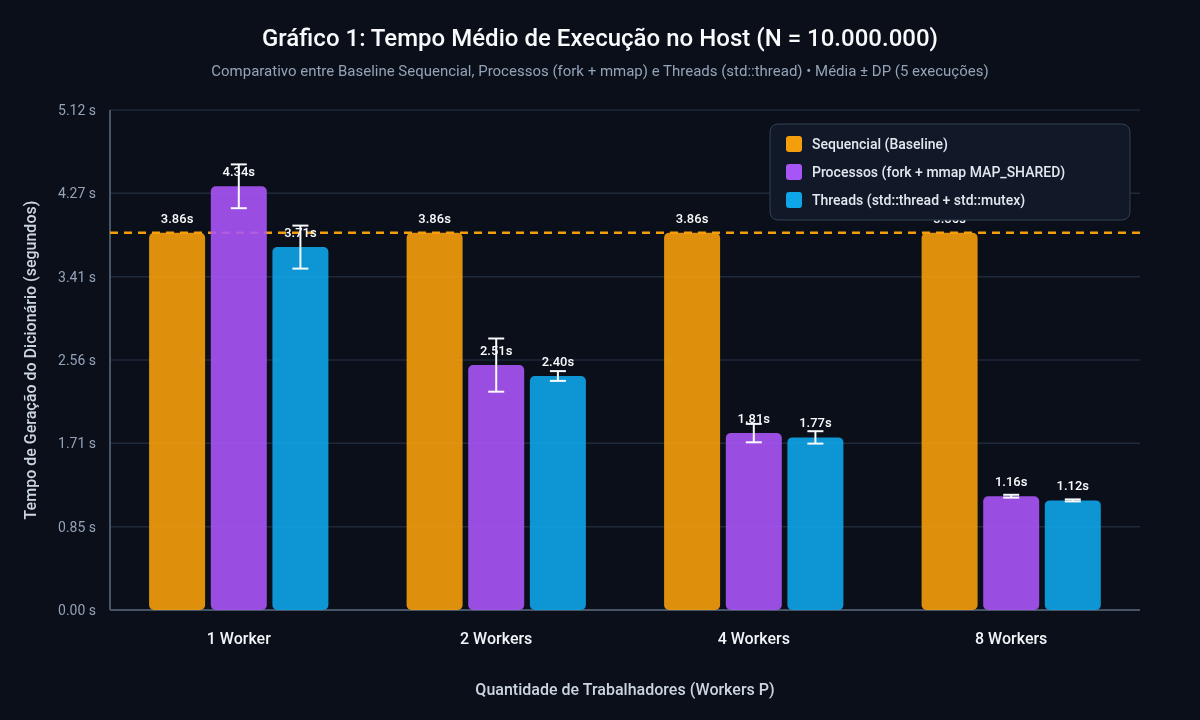 Gráfico 1: Tempo Médio de Execução no Host (N = 10.000.000)
Comparativo entre Baseline Sequencial, Processos (fork + mmap) e Threads (std::thread) • Média ± DP (5 execuções)
Sequencial (Baseline)
Processos (fork + mmap MAP_SHARED)
Threads (std::thread + std::mutex)
Tempo de Geração do Dicionário (segundos)
5.12 s
4.27 s
3.41 s
2.56 s
1.71 s
0.85 s
0.00 s
3.86s
4.34s
3.71s
3.86s
2.51s
2.40s
3.86s
1.81s
1.77s
1.16s
1.12s
1 Worker
2 Workers
4 Workers
8 Workers
Quantidade de Trabalhadores (Workers P)